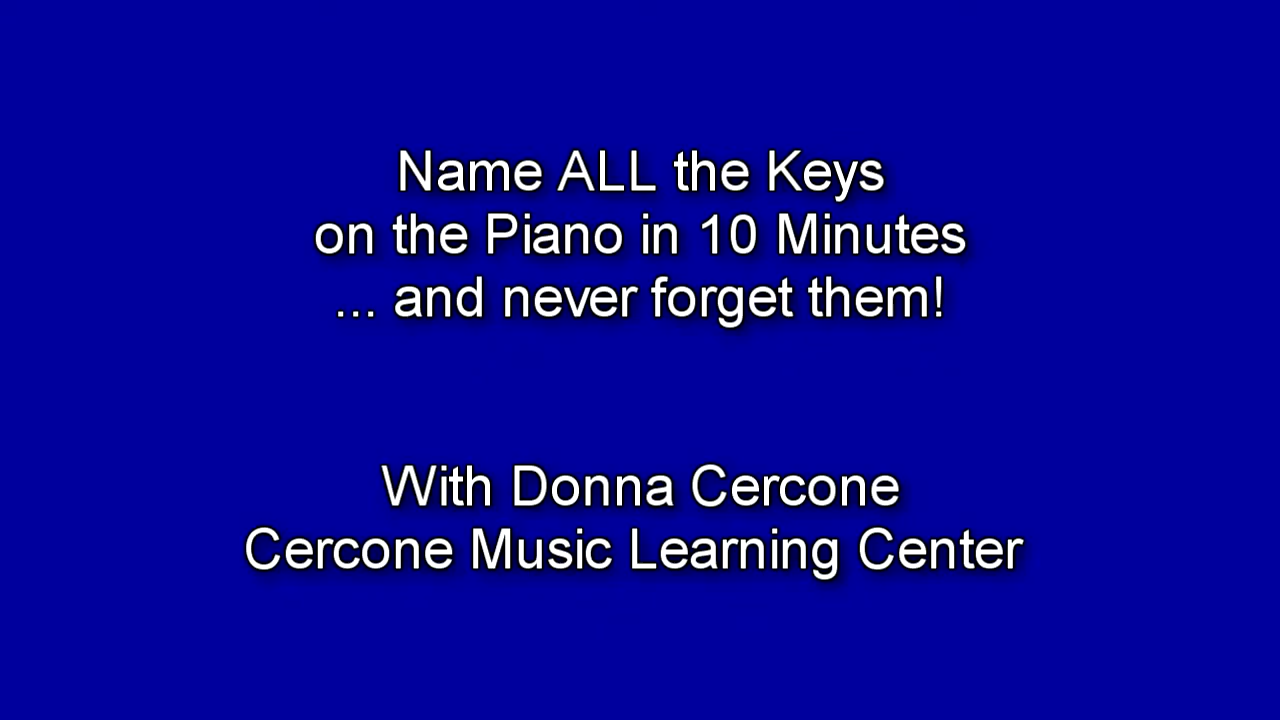 Name ALL the Keys
on the Piano in 10 Minutes
... and never forget them!
With Donna Cercone
Cercone Music Learning Center